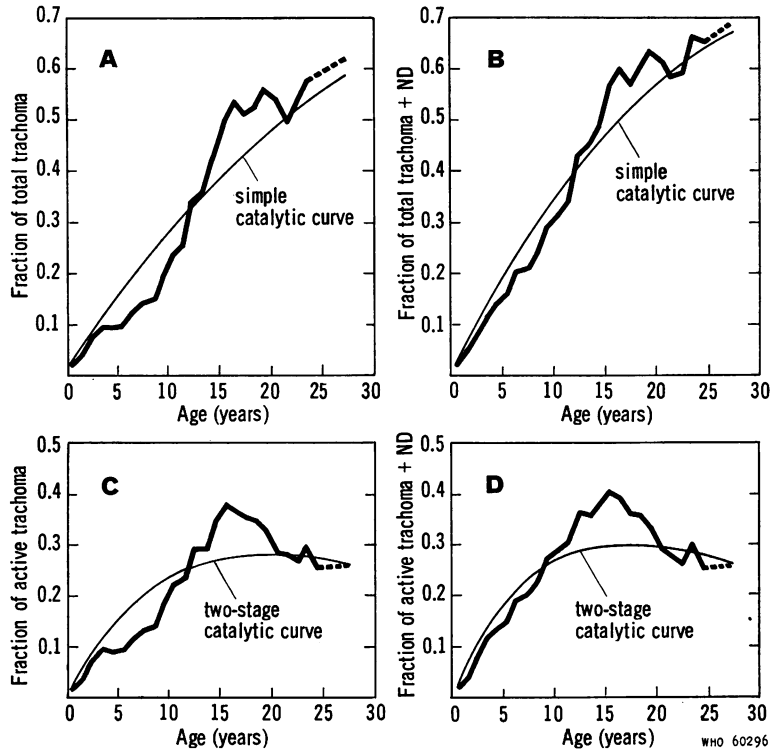 A
Fraction of total trachoma
0.7
0.6
0.5
0.4
0.3
0.2
0.1
simple
catalytic curve
0 5 10 15 20 25 30
Age (years)
B
Fraction of total trachoma + ND
0.7
0.6
0.5
0.4
0.3
0.2
0.1
simple
catalytic curve
0 5 10 15 20 25 30
Age (years)
C
Fraction of active trachoma
0.5
0.4
0.3
0.2
0.1
two-stage
catalytic curve
0 5 10 15 20 25 30
Age (years)
D
Fraction of active trachoma + ND
0.5
0.4
0.3
0.2
0.1
two-stage
catalytic curve
0 5 10 15 20 25 30
Age (years)
WHO 60296